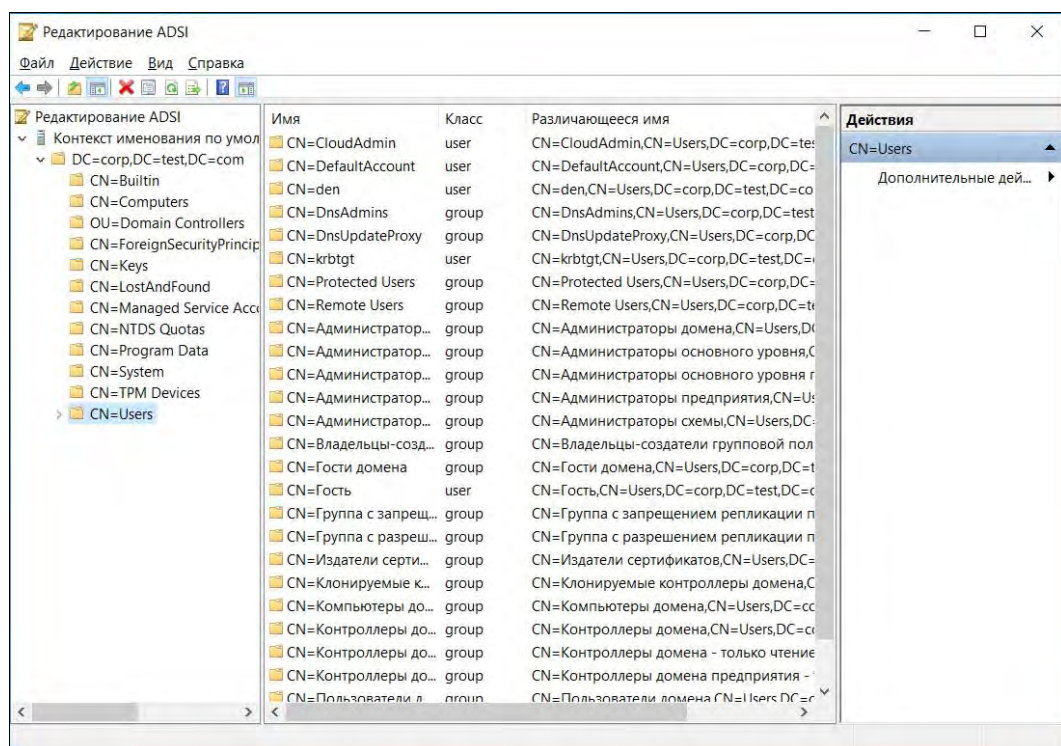 Редактирование ADSI
Файл Действие Вид Справка
Редактирование ADSI
Контекст именования по умол
DC=corp,DC=test,DC=com
CN=Builtin
CN=Computers
OU=Domain Controllers
CN=ForeignSecurityPrincip
CN=Keys
CN=LostAndFound
CN=Managed Service Acc
CN=NTDS Quotas
CN=Program Data
CN=System
CN=TPM Devices
CN=Users
Имя Класс Различающееся имя
CN=CloudAdmin user CN=CloudAdmin,CN=Users,DC=corp,DC=tes
CN=DefaultAccount user CN=DefaultAccount,CN=Users,DC=corp,DC=
CN=den user CN=den,CN=Users,DC=corp,DC=test,DC=co
CN=DnsAdmins group CN=DnsAdmins,CN=Users,DC=corp,DC=test
CN=DnsUpdateProxy group CN=DnsUpdateProxy,CN=Users,DC=corp,DC
CN=krbtgt user CN=krbtgt,CN=Users,DC=corp,DC=test,DC=
CN=Protected Users group CN=Protected Users,CN=Users,DC=corp,DC=
CN=Remote Users group CN=Remote Users,CN=Users,DC=corp,DC=te
CN=Администратор... group CN=Администраторы домена,CN=Users,D
CN=Администратор... group CN=Администраторы основного уровня,C
CN=Администратор... group CN=Администраторы основного уровня
CN=Администратор... group CN=Администраторы предприятия,CN=Us
CN=Администратор... group CN=Администраторы схемы,CN=Users,DC
CN=Владельцы-созд... group CN=Владельцы-создатели групповой пол
CN=Гости домена group CN=Гости домена,CN=Users,DC=corp,DC=t
CN=Гость user CN=Гость,CN=Users,DC=corp,DC=test,DC=c
CN=Группа с запрещ... group CN=Группа с запрещением репликации п
CN=Группа с разреш... group CN=Группа с разрешением репликации п
CN=Издатели серти... group CN=Издатели сертификатов,CN=Users,DC=
CN=Клонируемые к... group CN=Клонируемые контроллеры домена,C
CN=Компьютеры до... group CN=Компьютеры домена,CN=Users,DC=cc
CN=Контроллеры до... group CN=Контроллеры домена,CN=Users,DC=c
CN=Контроллеры до... group CN=Контроллеры домена - только чтение
CN=Контроллеры до... group CN=Контроллеры домена предприятия -
CN=Пользователи д group CN=Пользователи домена,CN=Users,DC=c
Действия
CN=Users
Дополнительные дей...